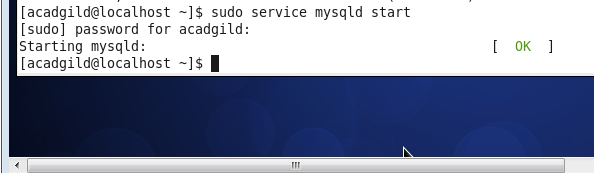 [acadgild@localhost ~]$ sudo service mysqld start
[sudo] password for acadgild:
Starting mysqld: [ OK ]
[acadgild@localhost ~]$